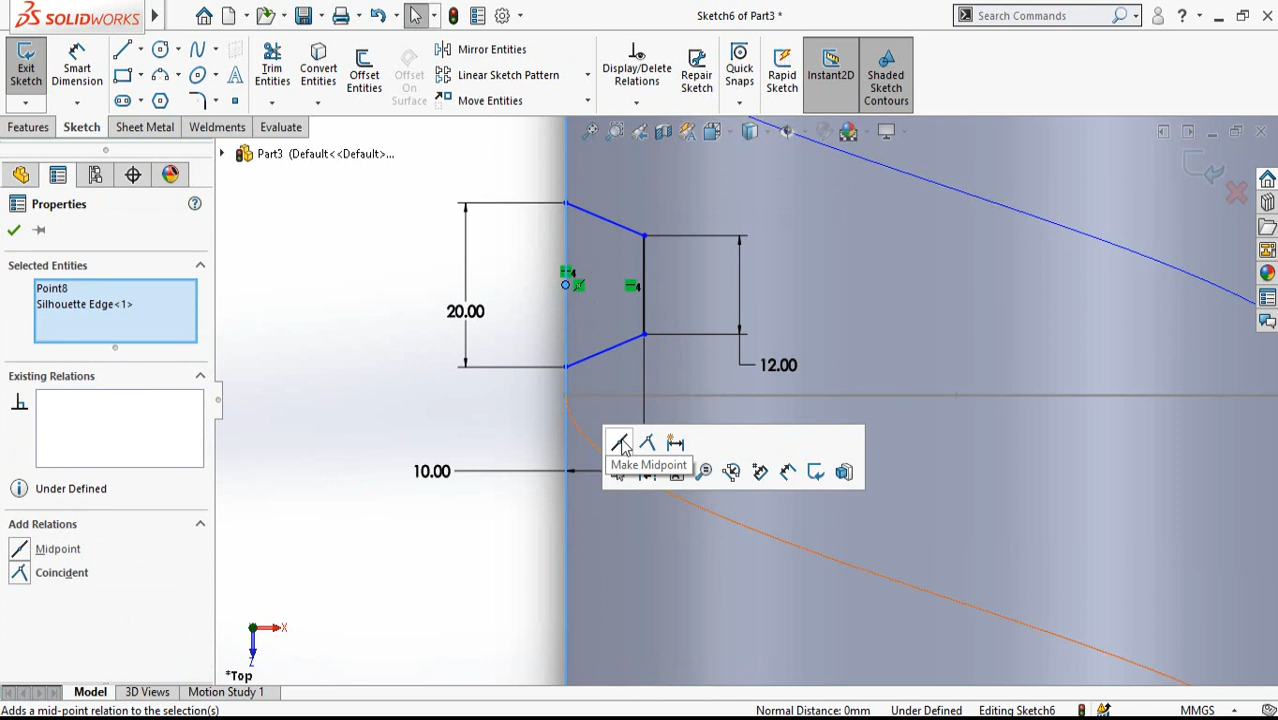 SOLIDWORKS
Sketch6 of Part3 *
Search Commands
?
Exit Sketch
Smart Dimension
Trim Entities
Convert Entities
Offset Entities
Offset On Surface
Mirror Entities
Linear Sketch Pattern
Move Entities
Display/Delete Relations
Repair Sketch
Quick Snaps
Rapid Sketch
Instant2D
Shaded Sketch Contours
Features
Sketch
Sheet Metal
Weldments
Evaluate
Part3 (Default<<Default>...
Properties
Selected Entities
Point8
Silhouette Edge<1>
Existing Relations
Under Defined
Add Relations
Midpoint
Coincident
20.00
4
4
12.00
10.00
Make Midpoint
X
Z
*Top
Model
3D Views
Motion Study 1
Adds a mid-point relation to the selection(s)
Normal Distance: 0mm
Under Defined
Editing Sketch6
MMGS